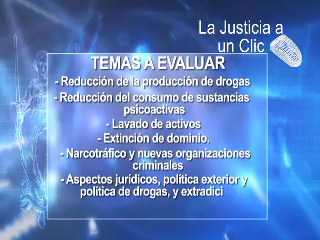 La Justicia a
un Clic
TEMAS A EVALUAR
- Reducción de la producción de drogas
- Reducción del consumo de sustancias
psicoactivas
- Lavado de activos
- Extinción de dominio.
- Narcotráfico y nuevas organizaciones
criminales
- Aspectos jurídicos, política exterior y
política de drogas, y extradici